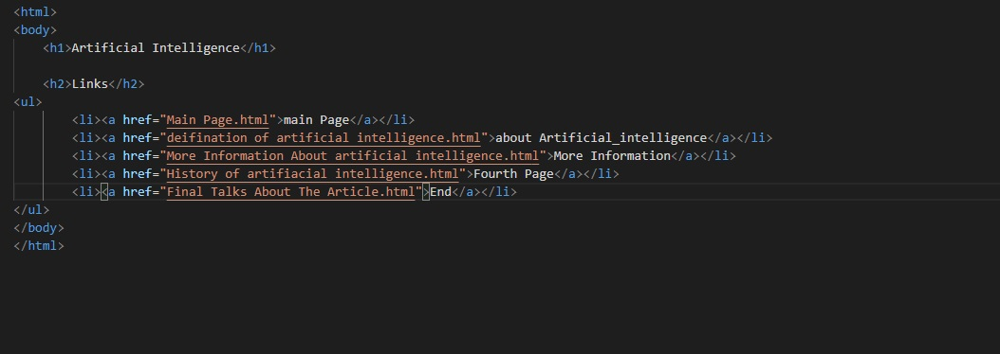 <html>
<body>
<h1>Artificial Intelligence</h1>
<h2>Links</h2>
<ul>
<li><a href="Main Page.html">main Page</a></li>
<li><a href="deifination of artificial intelligence.html">about Artificial_intelligence</a></li>
<li><a href="More Information About artificial intelligence.html">More Information</a></li>
<li><a href="History of artifiacial intelligence.html">Fourth Page</a></li>
<li><a href="Final Talks About The Article.html">End</a></li>
</ul>
</body>
</html>